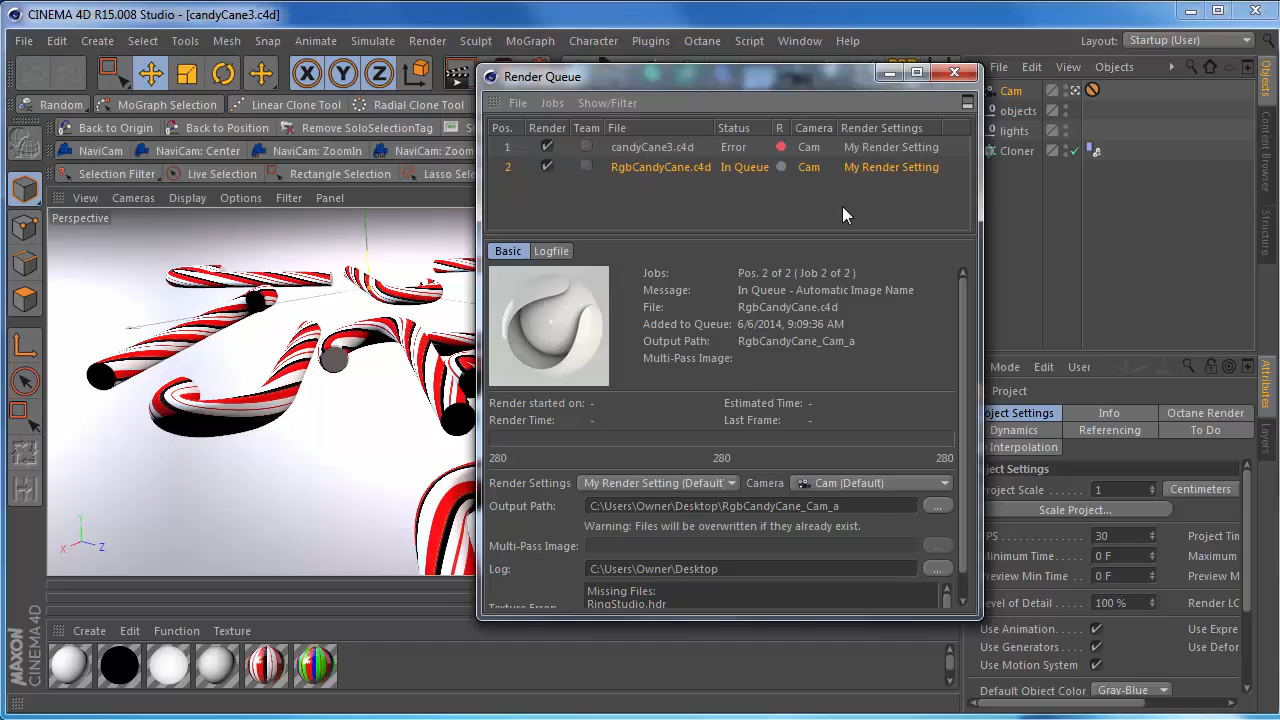 CINEMA 4D R15.008 Studio - [candyCane3.c4d]
File Edit Create Select Tools Mesh Snap Animate Simulate Render Sculpt MoGraph Character Plugins Octane Script Window Help
Layout: Startup (User)
X Y Z
Random MoGraph Selection Linear Clone Tool Radial Clone Tool
Back to Origin Back to Position Remove SoloSelectionTag
NaviCam NaviCam: Center NaviCam: ZoomIn NaviCam: ZoomOut
Selection Filter Live Selection Rectangle Selection Lasso Sele
View Cameras Display Options Filter Panel
Perspective
Y
X Z
Create Edit Function Texture
MAXON
CINEMA 4D
Render Queue
File Jobs Show/Filter
Pos. Render Team File Status R Camera Render Settings
1 candyCane3.c4d Error Cam My Render Setting
2 RgbCandyCane.c4d In Queue Cam My Render Setting
Basic Logfile
Jobs: Pos. 2 of 2 ( Job 2 of 2 )
Message: In Queue - Automatic Image Name
File: RgbCandyCane.c4d
Added to Queue: 6/6/2014, 9:09:36 AM
Output Path: RgbCandyCane_Cam_a
Multi-Pass Image:
Render started on: - Estimated Time: -
Render Time: - Last Frame: -
280 280 280
Render Settings My Render Setting (Default) Camera Cam (Default)
Output Path: C:\Users\Owner\Desktop\RgbCandyCane_Cam_a ...
Warning: Files will be overwritten if they already exist.
Multi-Pass Image: ...
Log: C:\Users\Owner\Desktop ...
Texture Error: Missing Files:
RingStudio.hdr
File Edit View Objects
Cam
objects
lights
Cloner
Objects
Content Browser
Structure
Mode Edit User
Project
oject Settings Info Octane Render
Dynamics Referencing To Do
Interpolation
oject Settings
roject Scale 1 Centimeters
Scale Project...
PS 30 Project Tim
inimum Time 0 F Maximum
review Min Time 0 F Preview M
evel of Detail 100 % Render LO
Use Animation Use Expre
Use Generators Use Defor
Use Motion System
Default Object Color Gray-Blue
Attributes
Layers